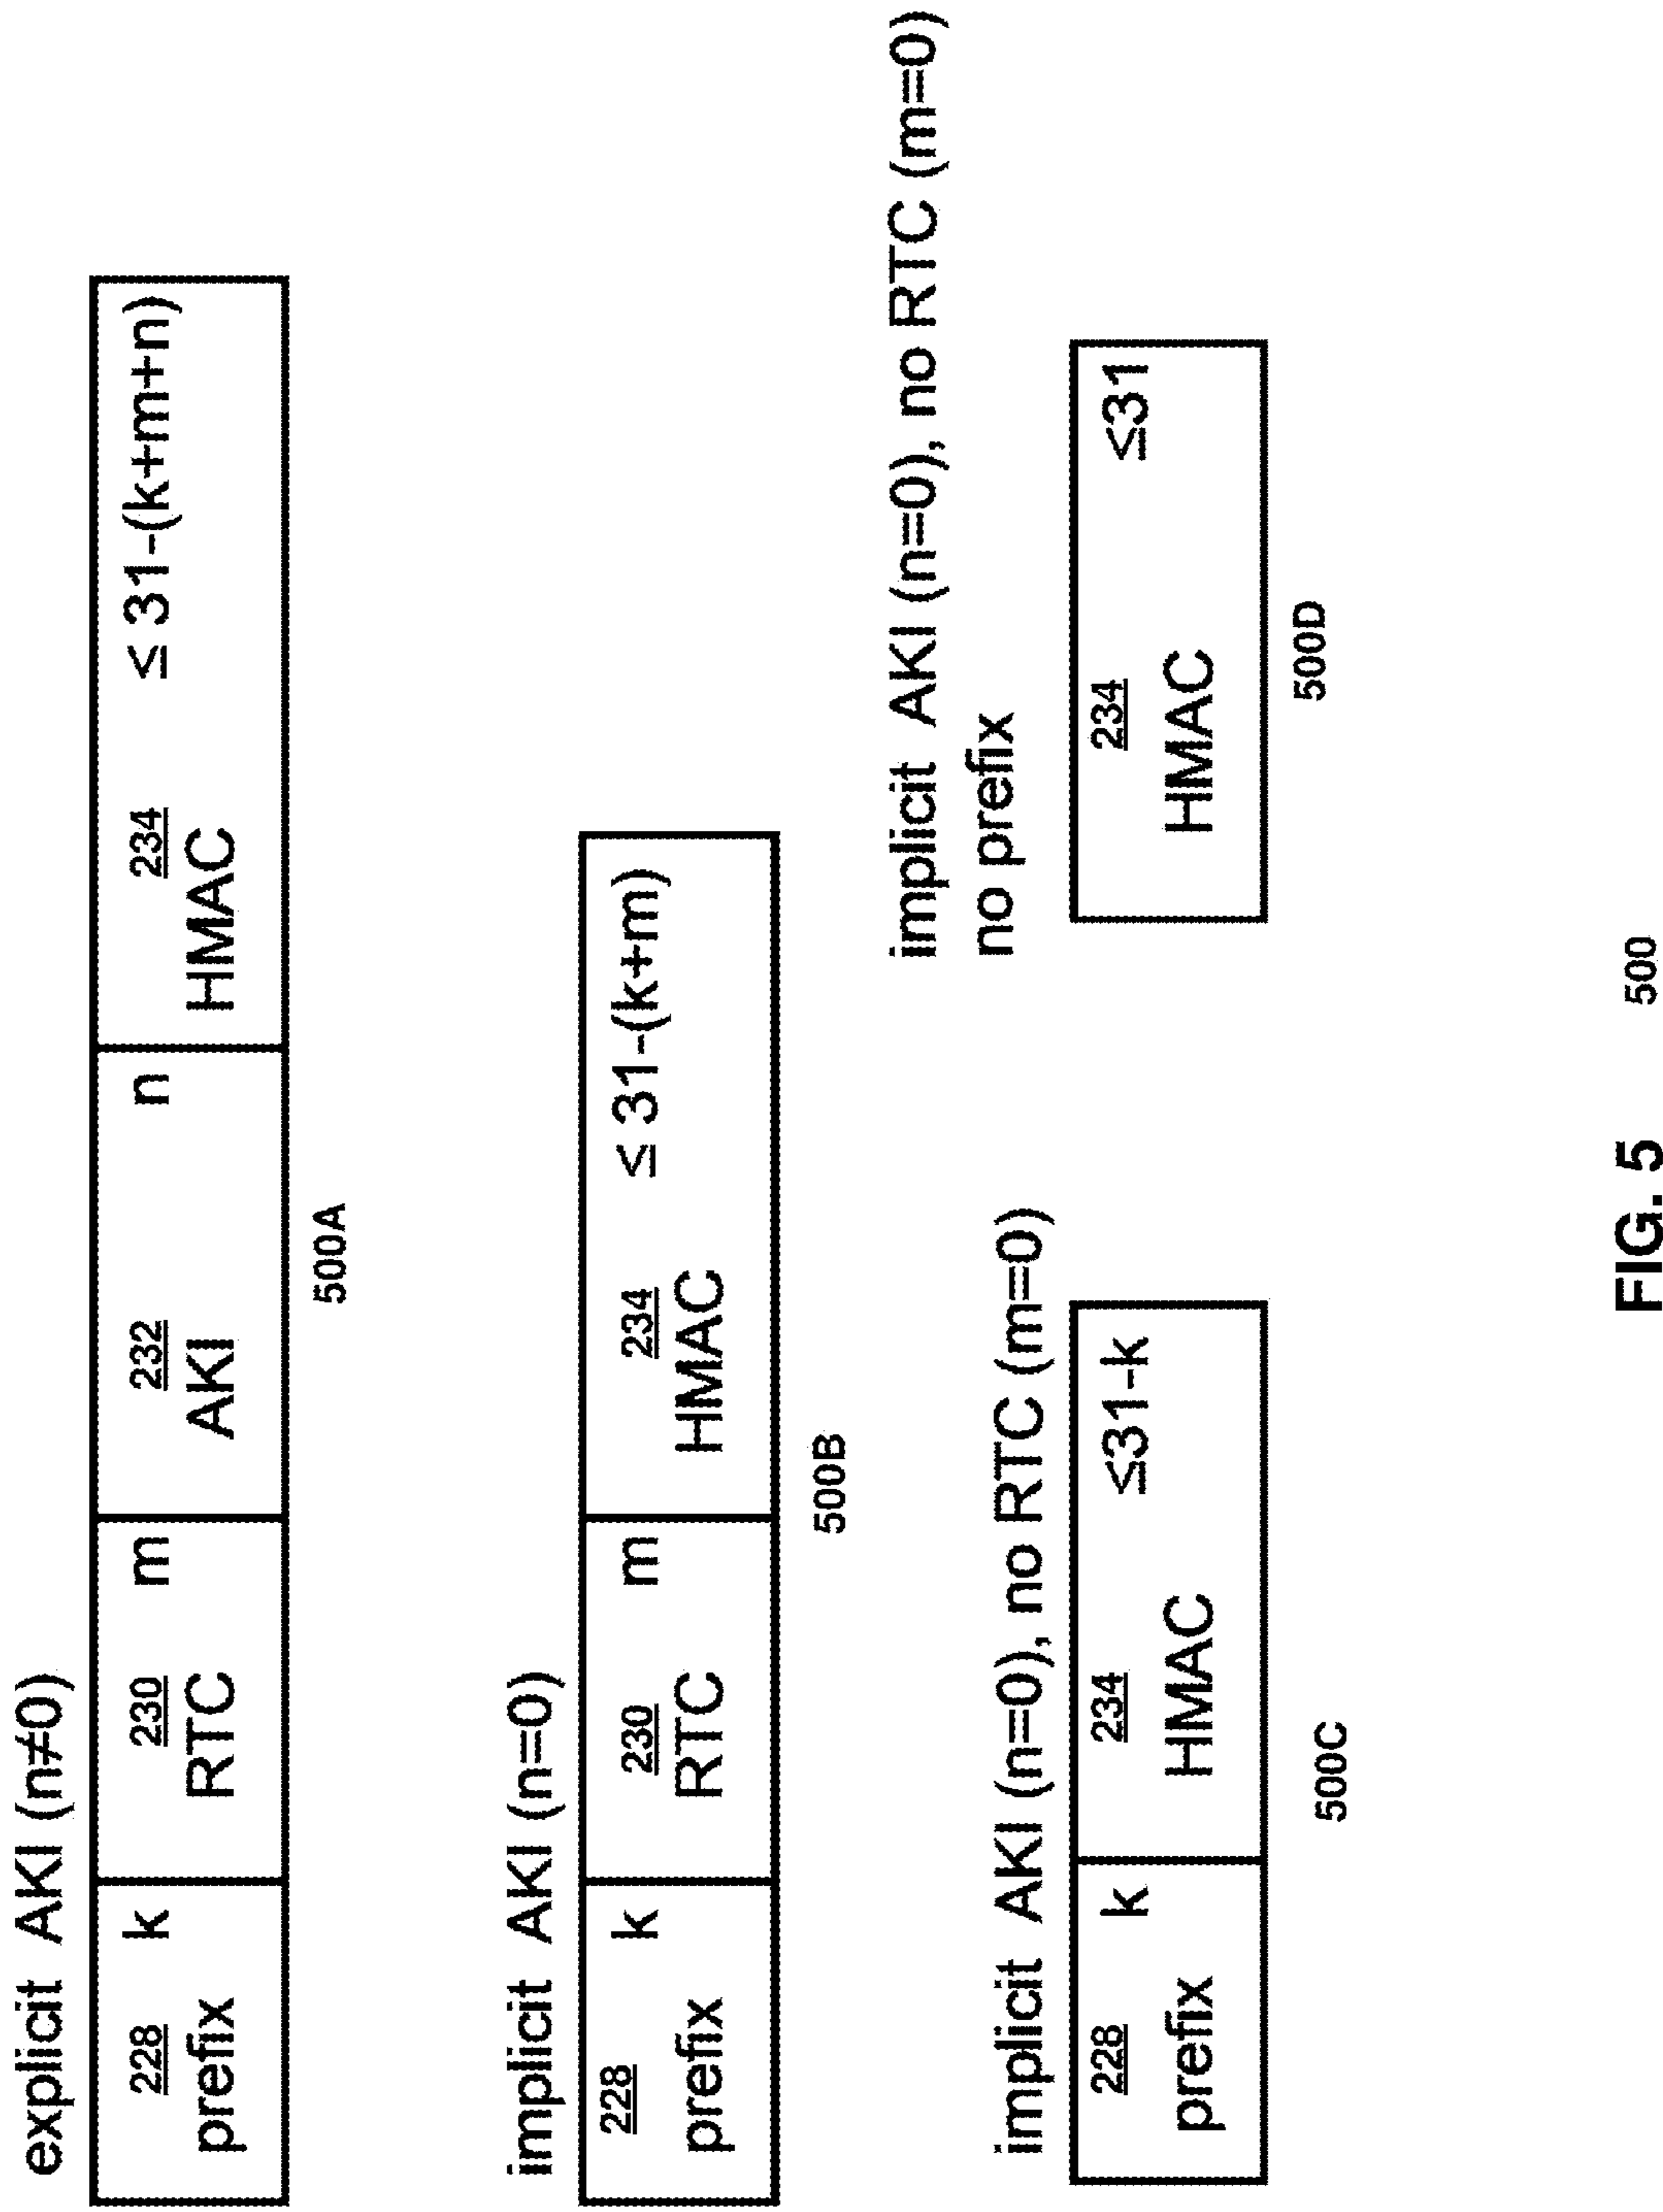 explicit AKI (n≠0)
228 k 230 m 232 n 234 ≤ 31-(k+m+n)
prefix RTC AKI HMAC
500A
implicit AKI (n=0)
228 k 230 m 234 ≤ 31-(k+m)
prefix RTC HMAC
500B
implicit AKI (n=0), no RTC (m=0)
228 k 234 ≤31-k
prefix HMAC
500C
implicit AKI (n=0), no RTC (m=0)
no prefix
234 ≤31
HMAC
500D
FIG. 5 500